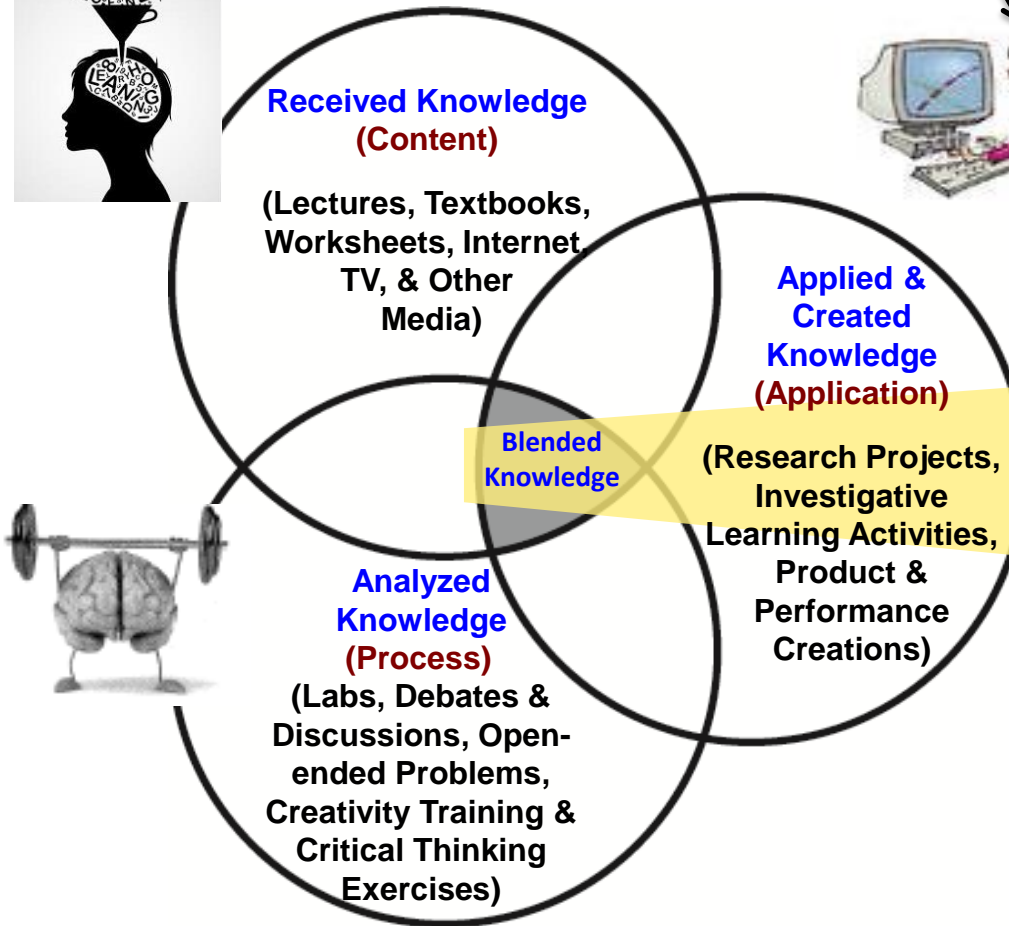 Received Knowledge
(Content)
(Lectures, Textbooks,
Worksheets, Internet,
TV, & Other
Media)
Applied &
Created
Knowledge
(Application)
(Research Projects,
Investigative
Learning Activities,
Product &
Performance
Creations)
Blended
Knowledge
Analyzed
Knowledge
(Process)
(Labs, Debates &
Discussions, Open-
ended Problems,
Creativity Training &
Critical Thinking
Exercises)